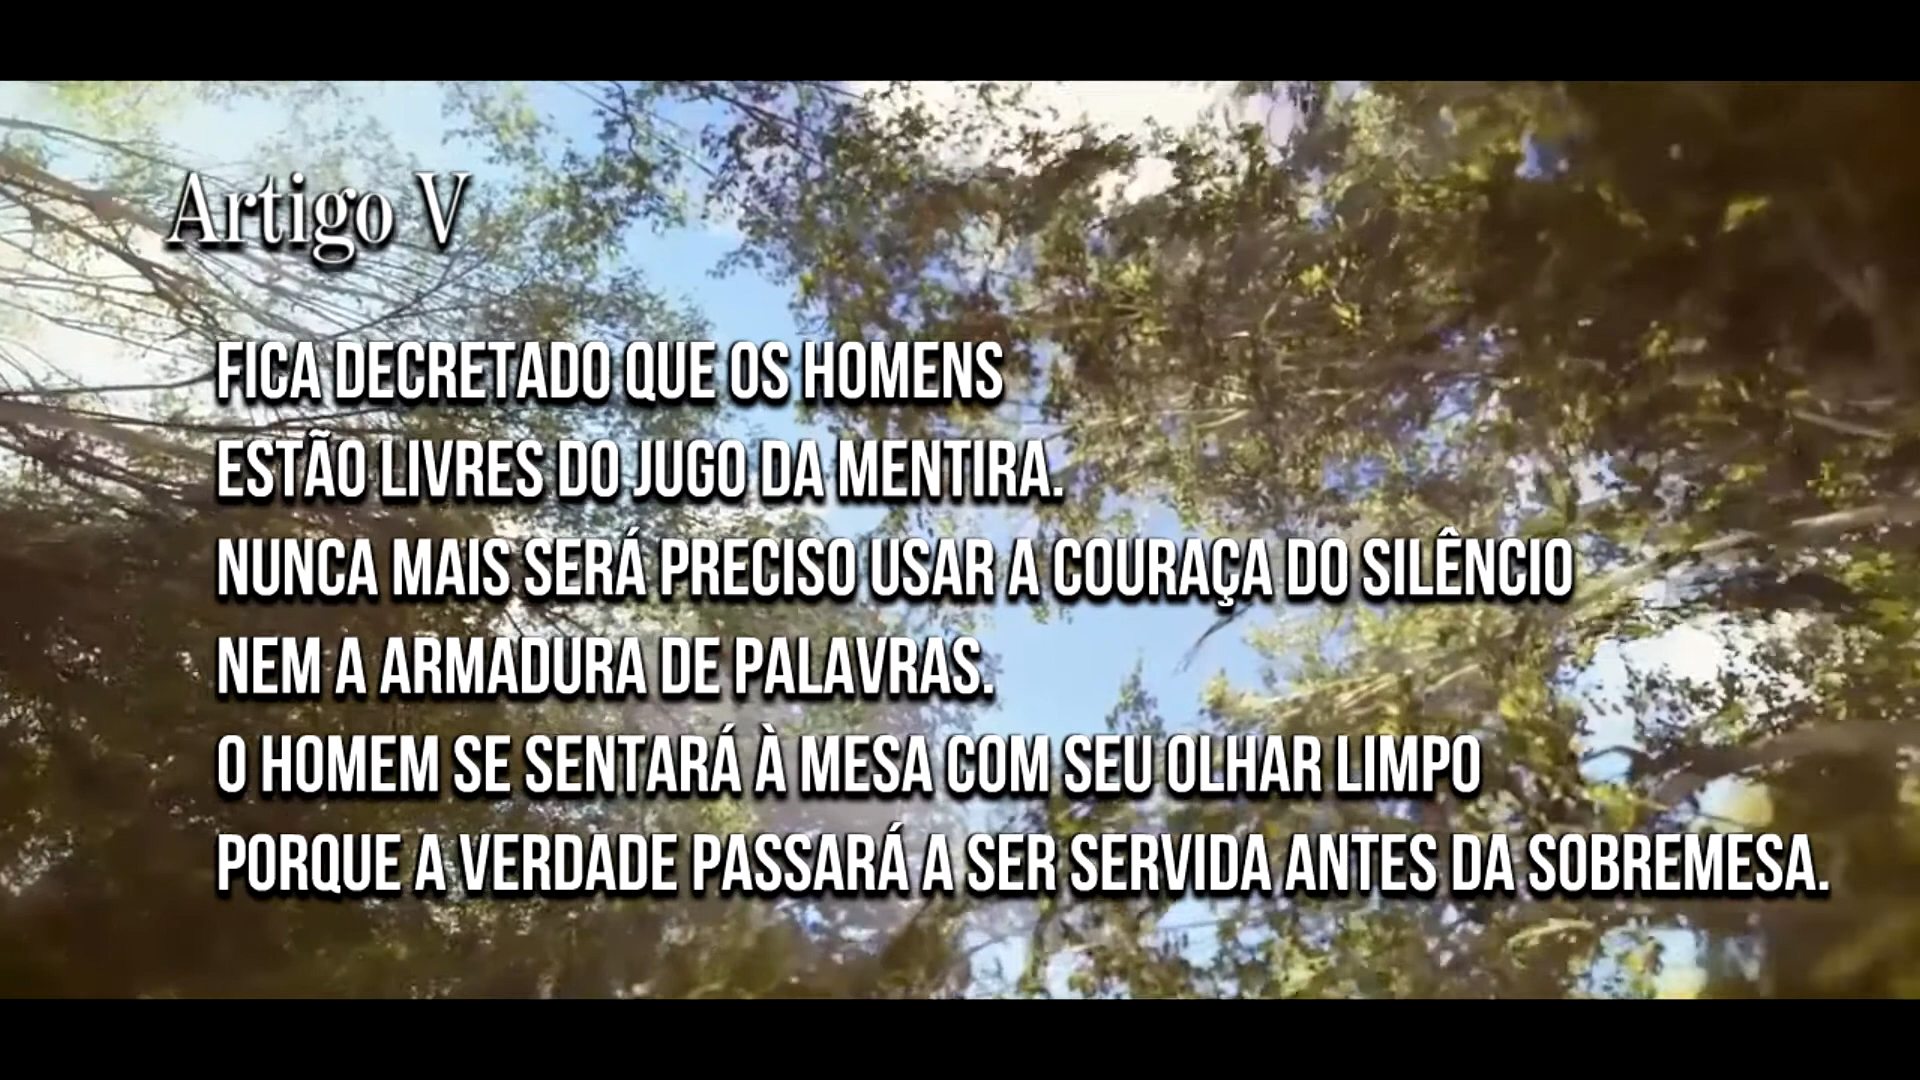 Artigo V
FICA DECRETADO QUE OS HOMENS
ESTÃO LIVRES DO JUGO DA MENTIRA.
NUNCA MAIS SERÁ PRECISO USAR A COURAÇA DO SILÊNCIO
NEM A ARMADURA DE PALAVRAS.
O HOMEM SE SENTARÁ À MESA COM SEU OLHAR LIMPO
PORQUE A VERDADE PASSARÁ A SER SERVIDA ANTES DA SOBREMESA.